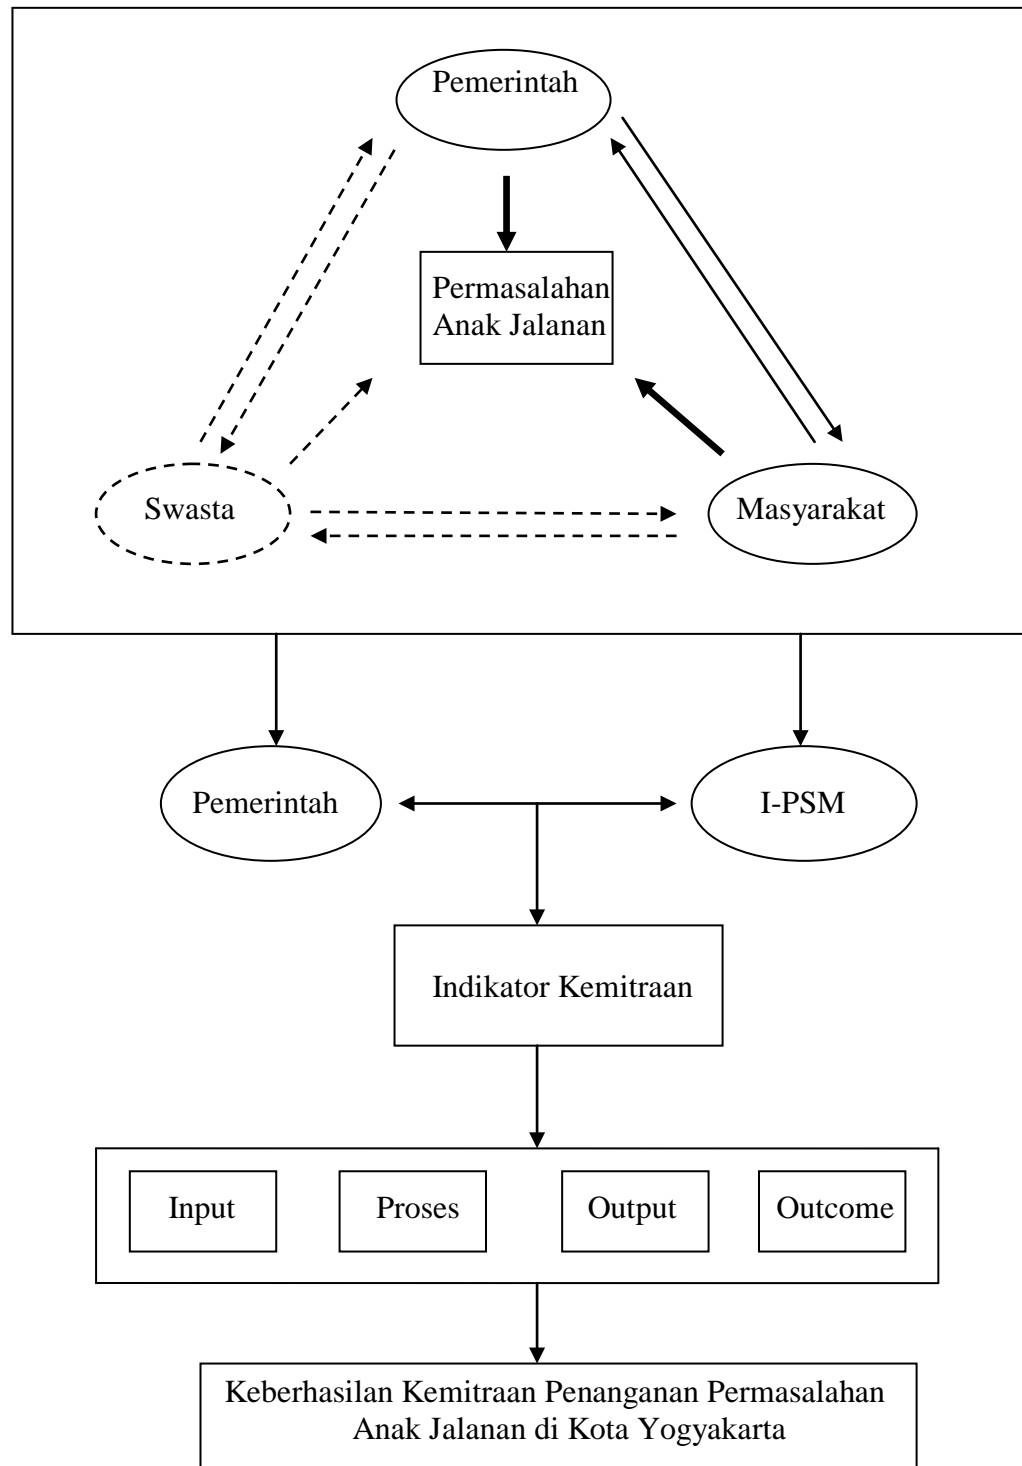 Pemerintah
Permasalahan
Anak Jalanan
Swasta
Masyarakat
Pemerintah
I-PSM
Indikator Kemitraan
Input
Proses
Output
Outcome
Keberhasilan Kemitraan Penanganan Permasalahan
Anak Jalanan di Kota Yogyakarta